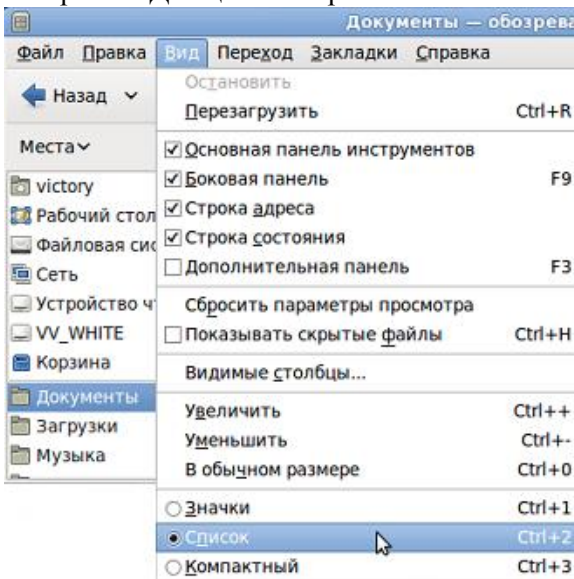 Документы — обозрева
Файл Правка Вид Переход Закладки Справка
Назад
Места
victory
Рабочий стол
Файловая сис
Сеть
Устройство ч
VV_WHITE
Корзина
Документы
Загрузки
Музыка
Остановить
Перезагрузить Ctrl+R
Основная панель инструментов
Боковая панель F9
Строка адреса
Строка состояния
Дополнительная панель F3
Сбросить параметры просмотра
Показывать скрытые файлы Ctrl+H
Видимые столбцы...
Увеличить Ctrl++
Уменьшить Ctrl+-
В обычном размере Ctrl+0
Значки Ctrl+1
Список Ctrl+2
Компактный Ctrl+3